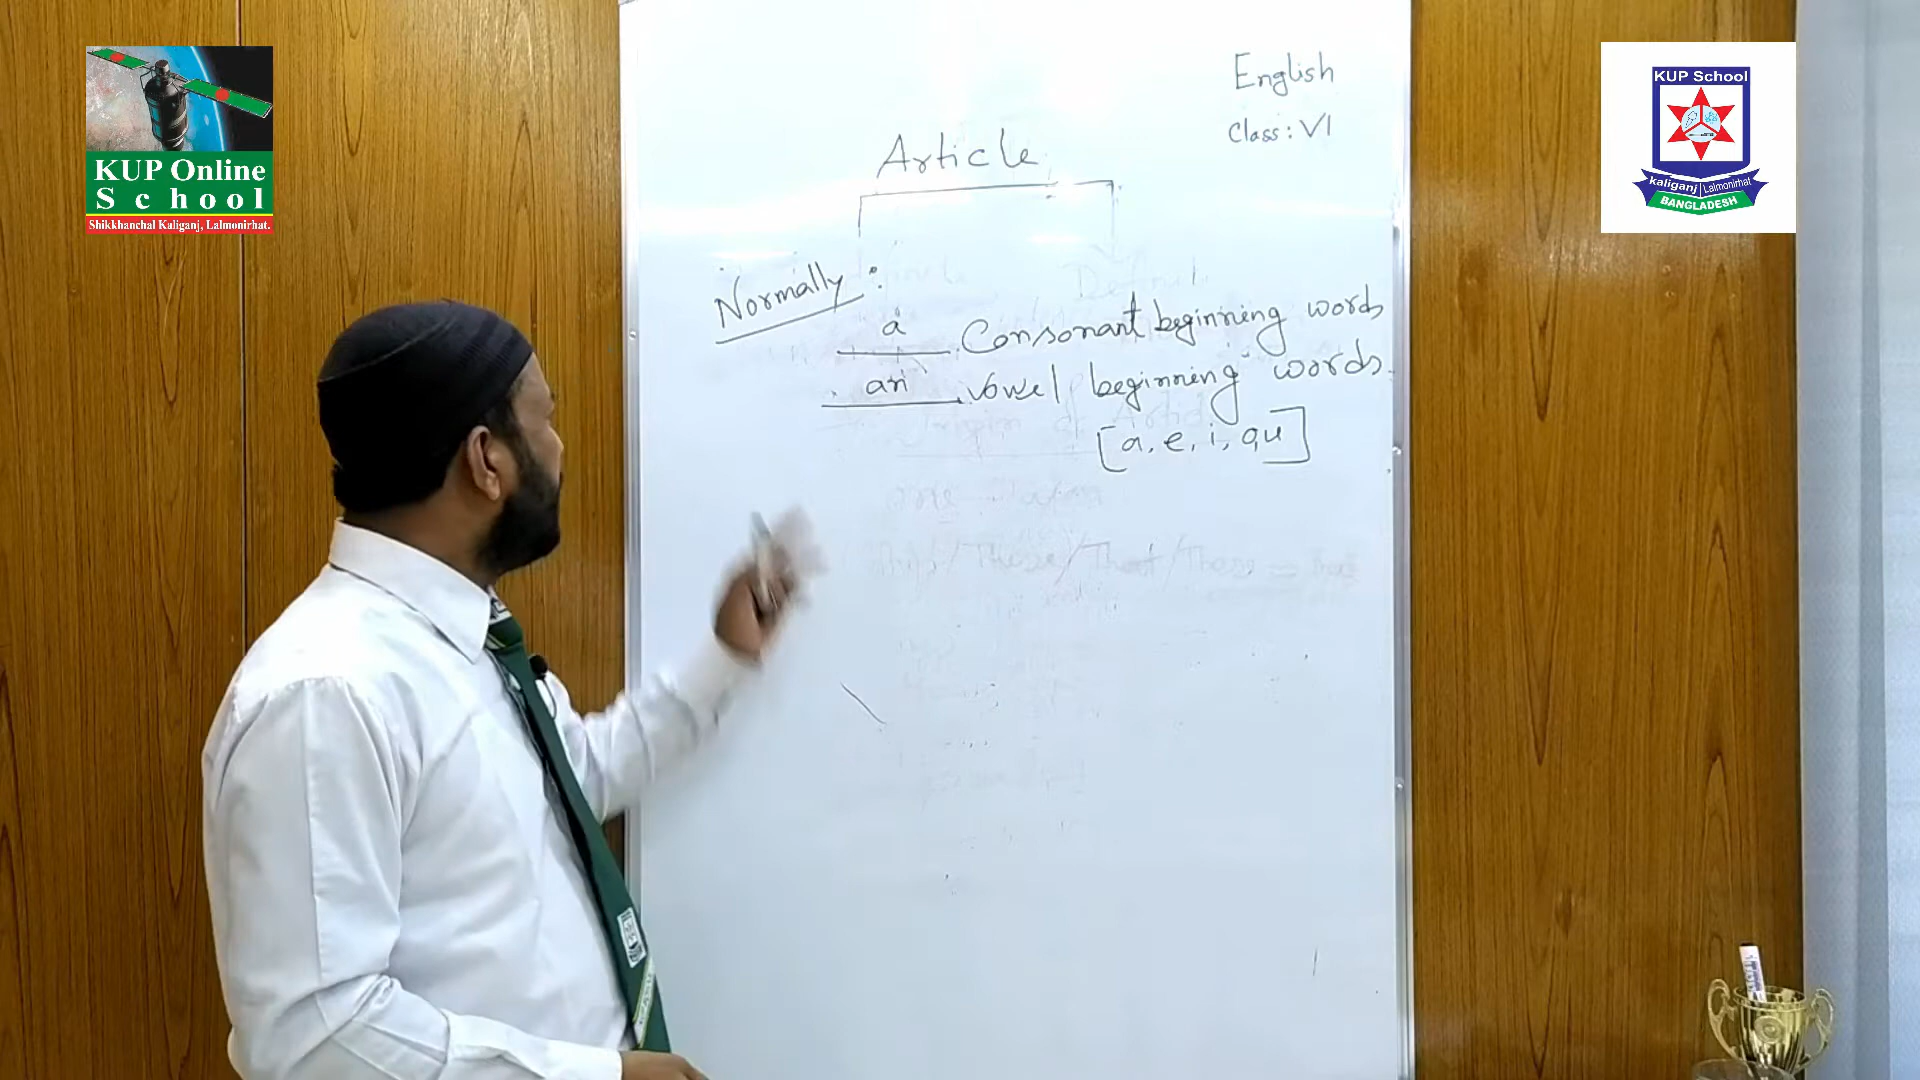 KUP Online
School
Shikkhanchal Kaliganj, Lalmonirhat.
KUP School
Kaliganj Lalmonirhat
BANGLADESH
English
Class: VI
Article
Normally:
a Consonant beginning words
an vowel beginning words.
[a, e, i, o, u]